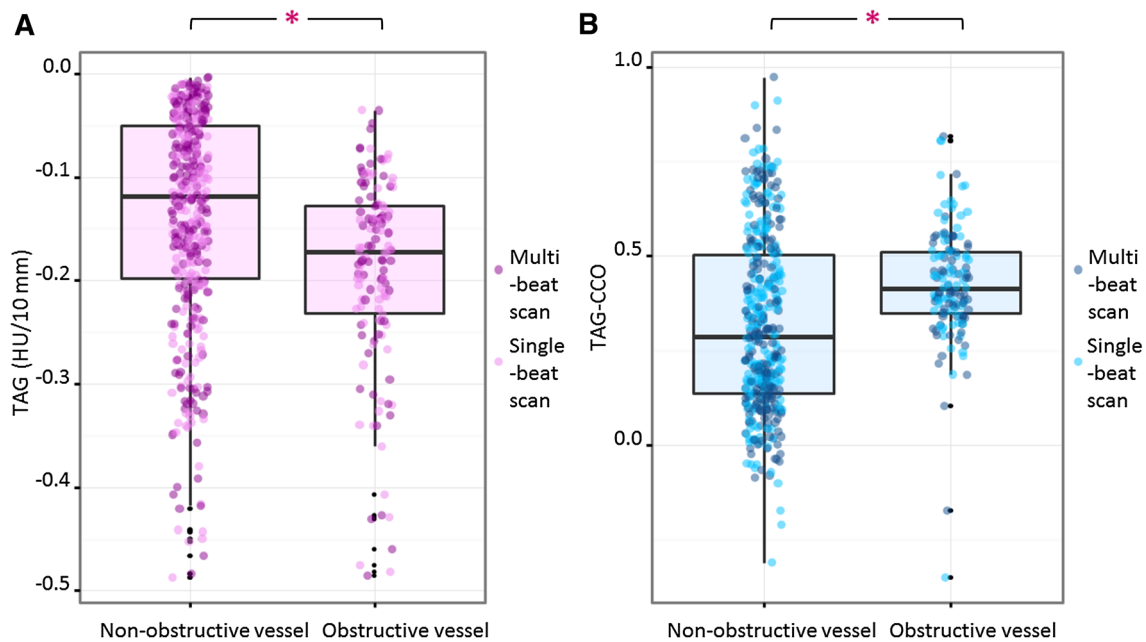 A
*
TAG (HU/10 mm)
0.0
-0.1
-0.2
-0.3
-0.4
-0.5
Non-obstructive vessel
Obstructive vessel
Multi
-beat
scan
Single
-beat
scan
B
*
TAG-CCO
1.0
0.5
0.0
Non-obstructive vessel
Obstructive vessel
Multi
-beat
scan
Single
-beat
scan